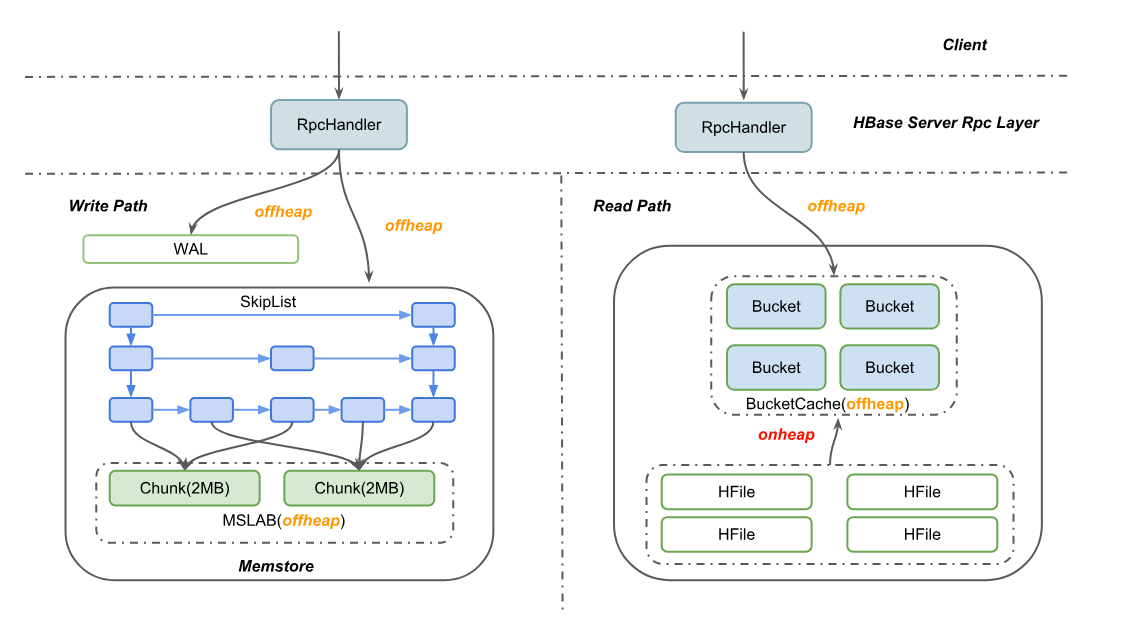 Client
RpcHandler
RpcHandler
HBase Server Rpc Layer
Write Path
offheap
offheap
WAL
SkipList
Chunk(2MB)
Chunk(2MB)
MSLAB(offheap)
Memstore
Read Path
offheap
Bucket
Bucket
Bucket
Bucket
BucketCache(offheap)
onheap
HFile
HFile
HFile
HFile